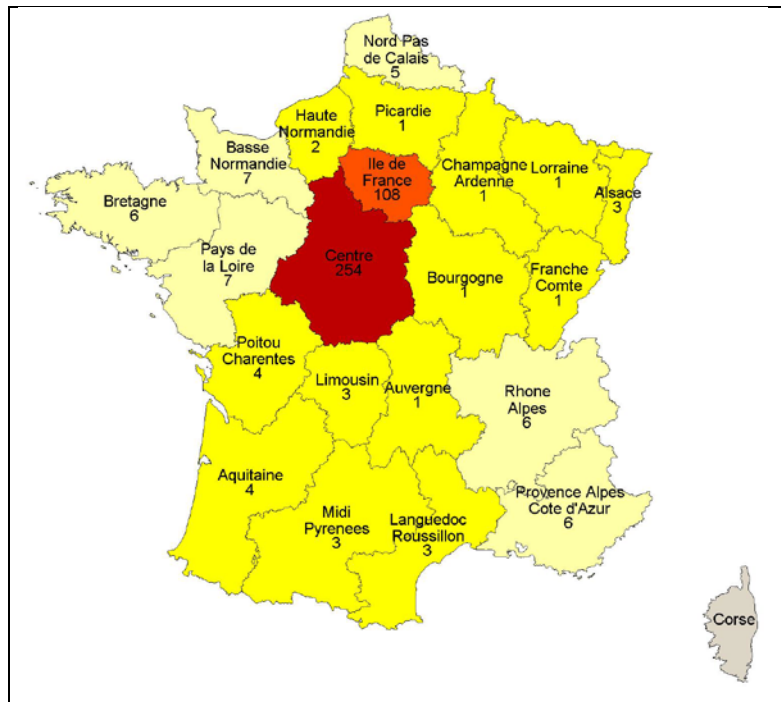 Nord Pas
de Calais
5
Picardie
1
Haute
Normandie
2
Basse
Normandie
7
Ile de
France
108
Champagne
Ardenne
1
Lorraine
1
Alsace
3
Bretagne
6
Pays de
la Loire
7
Centre
254
Bourgogne
1
Franche
Comte
1
Poitou
Charentes
4
Limousin
3
Auvergne
1
Rhone
Alpes
6
Aquitaine
4
Midi
Pyrenees
3
Languedoc
Roussillon
3
Provence Alpes
Cote d'Azur
6
Corse